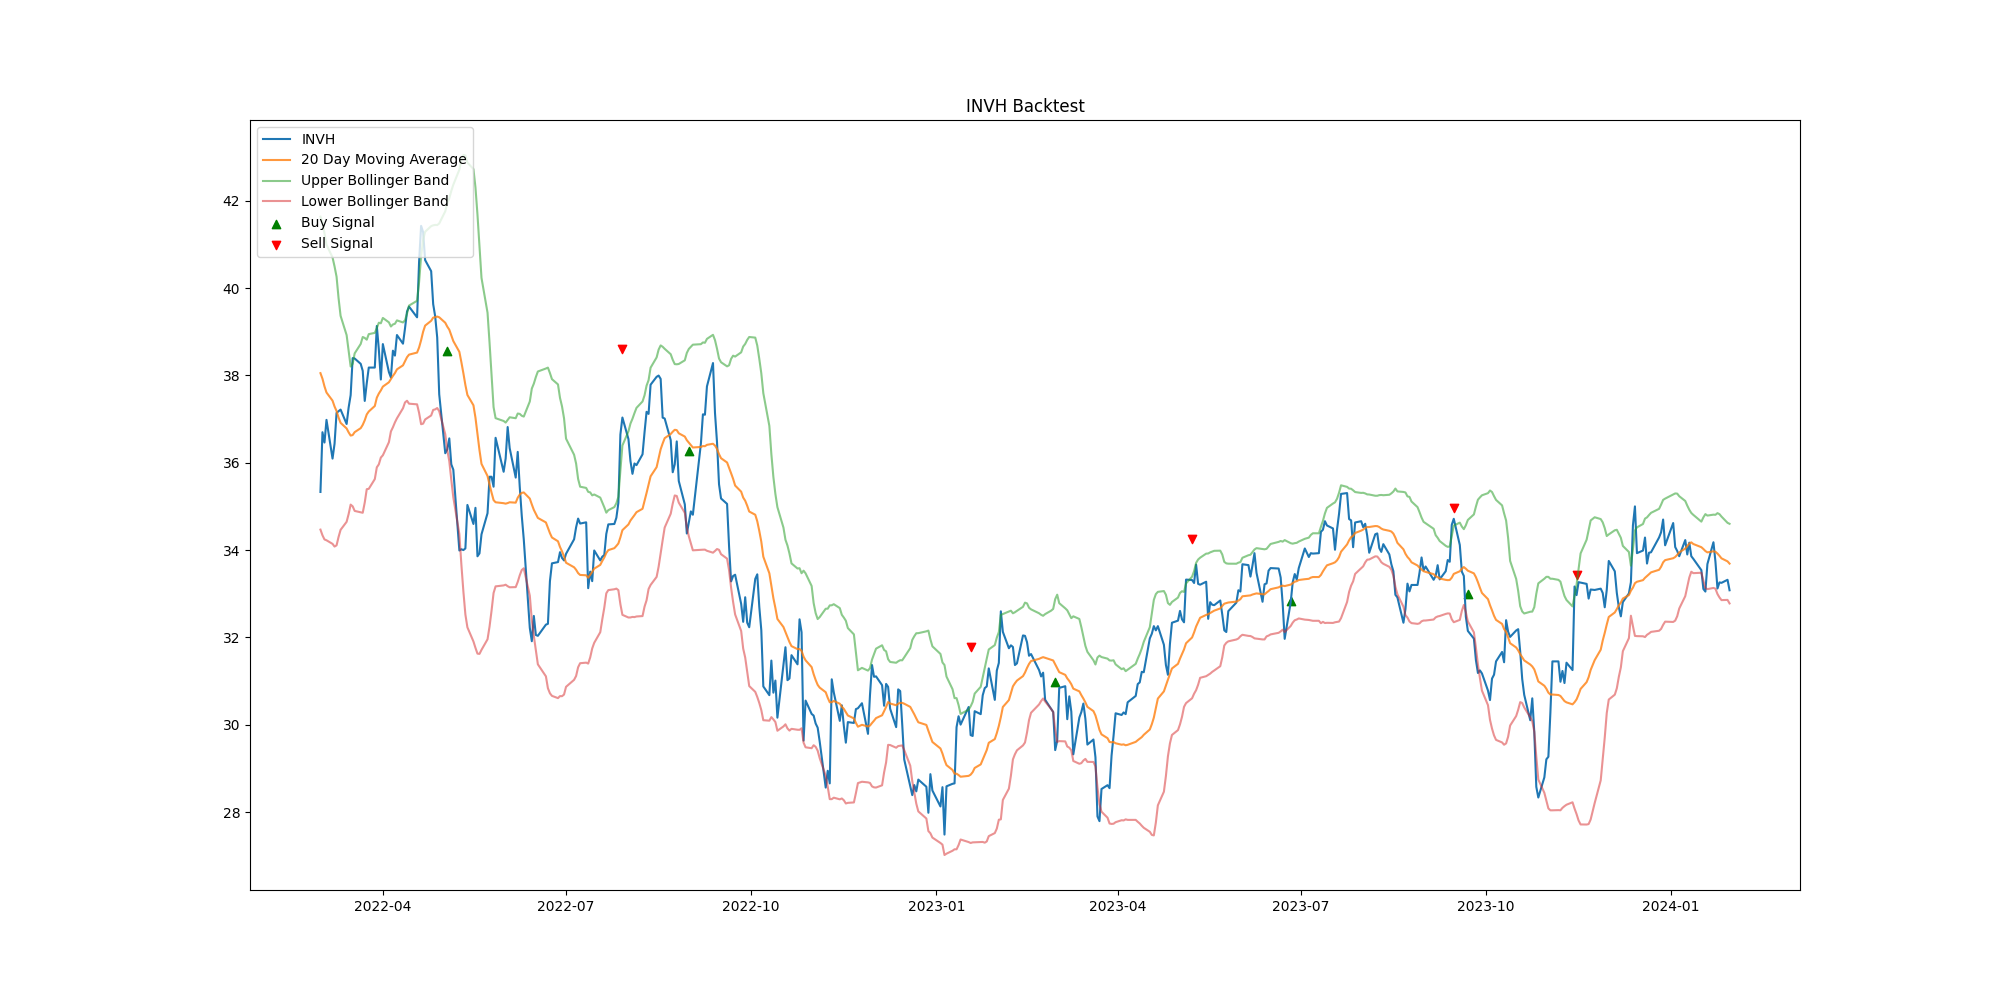 INVH Backtest
INVH
20 Day Moving Average
Upper Bollinger Band
Lower Bollinger Band
Buy Signal
Sell Signal
42
40
38
36
34
32
30
28
2022-04 2022-07 2022-10 2023-01 2023-04 2023-07 2023-10 2024-01